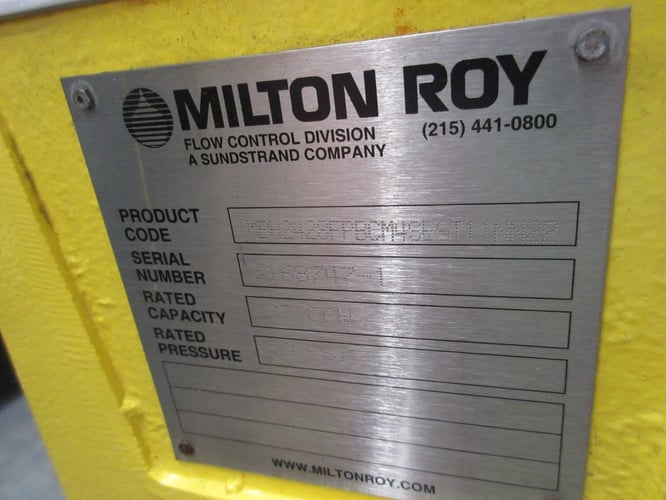 MILTON ROY
FLOW CONTROL DIVISION (215) 441-0800
A SUNDSTRAND COMPANY
PRODUCT
CODE
SERIAL
NUMBER
RATED
CAPACITY GPH
RATED
PRESSURE
WWW.MILTONROY.COM